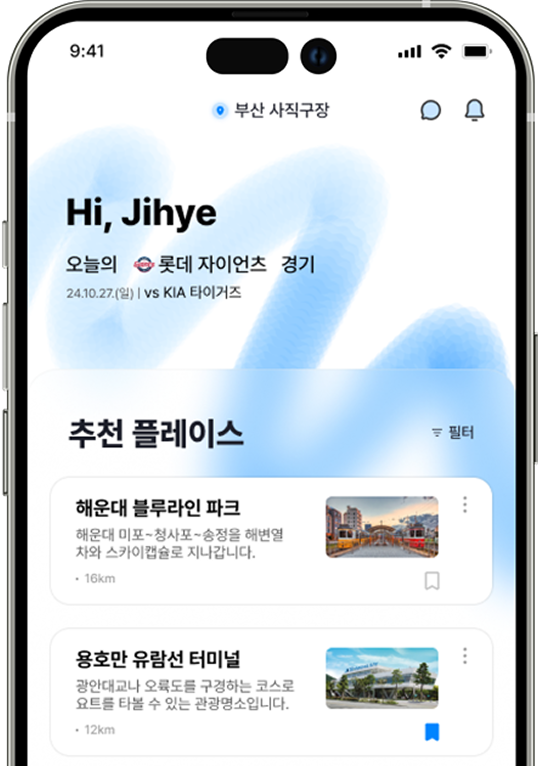 9:41
부산 사직구장
Hi, Jihye
오늘의 롯데 자이언츠 경기
24.10.27.(일) | vs KIA 타이거즈
추천 플레이스
필터
해운대 블루라인 파크
해운대 미포~청사포~송정을 해변열
차와 스카이캡슐로 지나갑니다.
• 16km
용호만 유람선 터미널
광안대교나 오륙도를 구경하는 코스로
요트를 타볼 수 있는 관광명소입니다.
• 12km